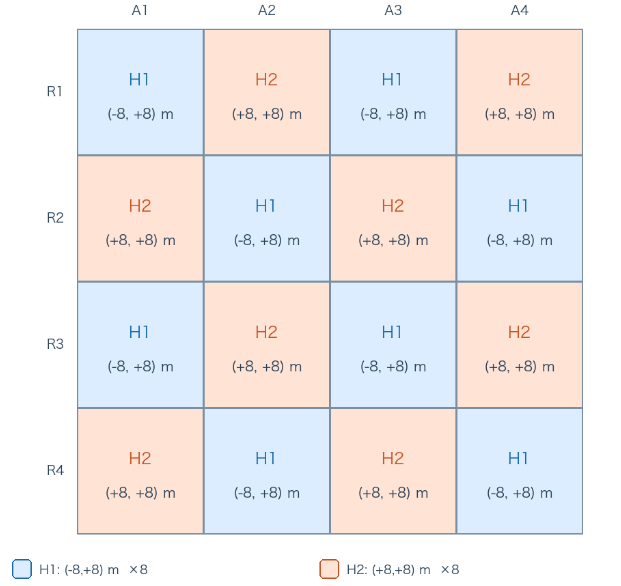 A1 A2 A3 A4
R1
H1 H2 H1 H2
(-8, +8) m (+8, +8) m (-8, +8) m (+8, +8) m
R2
H2 H1 H2 H1
(+8, +8) m (-8, +8) m (+8, +8) m (-8, +8) m
R3
H1 H2 H1 H2
(-8, +8) m (+8, +8) m (-8, +8) m (+8, +8) m
R4
H2 H1 H2 H1
(+8, +8) m (-8, +8) m (+8, +8) m (-8, +8) m
H1: (-8,+8) m ×8 H2: (+8,+8) m ×8